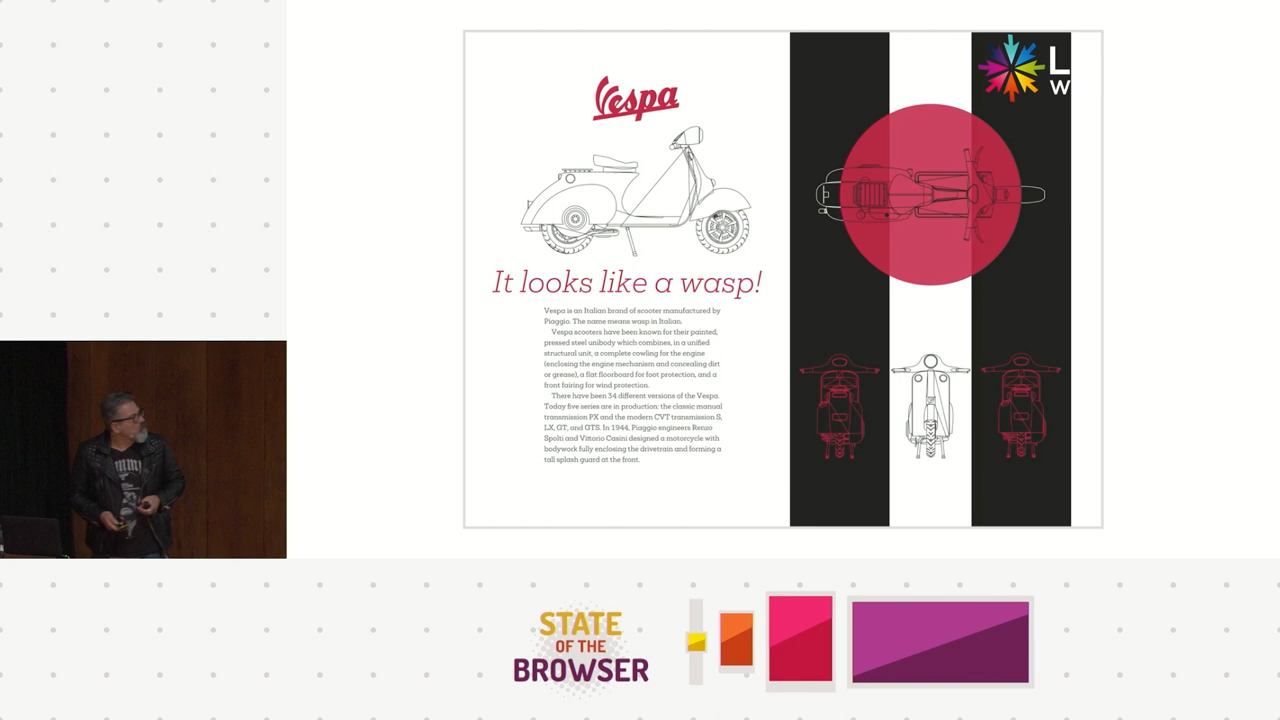 Vespa
L
W
It looks like a wasp!
Vespa is an Italian brand of scooter manufactured by
Piaggio. The name means wasp in Italian.
Vespa scooters have been known for their painted,
pressed steel unibody which combines, in a unified
structural unit, a complete cowling for the engine
(enclosing the engine mechanism and concealing dirt
or grease), a flat floorboard for foot protection, and a
front fairing for wind protection.
There have been 34 different versions of the Vespa.
Today five series are in production: the classic manual
transmission PX and the modern CVT transmission S,
LX, GT, and GTS. In 1944, Piaggio engineers Renzo
Spolti and Vittorio Casini designed a motorcycle with
bodywork fully enclosing the drivetrain and forming a
tall splash guard at the front.
STATE
OF THE
BROWSER